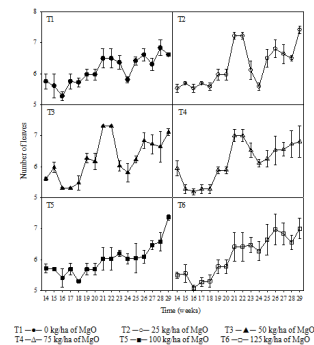 T1
T2
8
7
6
5
T3
T4
7
6
5
T5
T6
8
7
6
5
Number of leaves
14 15 16 17 18 19 20 21 22 23 24 25 26 27 28 29 14 15 16 17 18 19 20 21 22 23 24 25 26 27 28 29
Time (weeks)
T1 0 kg/ha of MgO T2 25 kg/ha of MgO T3 50 kg/ha of MgO
T4 75 kg/ha of MgO T5 100 kg/ha of MgO T6 125 kg/ha of MgO